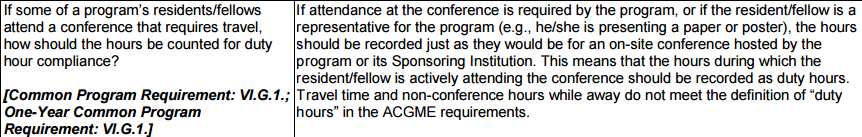 If some of a program's residents/fellows
attend a conference that requires travel,
how should the hours be counted for duty
hour compliance?
[Common Program Requirement: VI.G.1.;
One-Year Common Program
Requirement: VI.G.1.]
If attendance at the conference is required by the program, or if the resident/fellow is a
representative for the program (e.g., he/she is presenting a paper or poster), the hours
should be recorded just as they would be for an on-site conference hosted by the
program or its Sponsoring Institution. This means that the hours during which the
resident/fellow is actively attending the conference should be recorded as duty hours.
Travel time and non-conference hours while away do not meet the definition of “duty
hours” in the ACGME requirements.